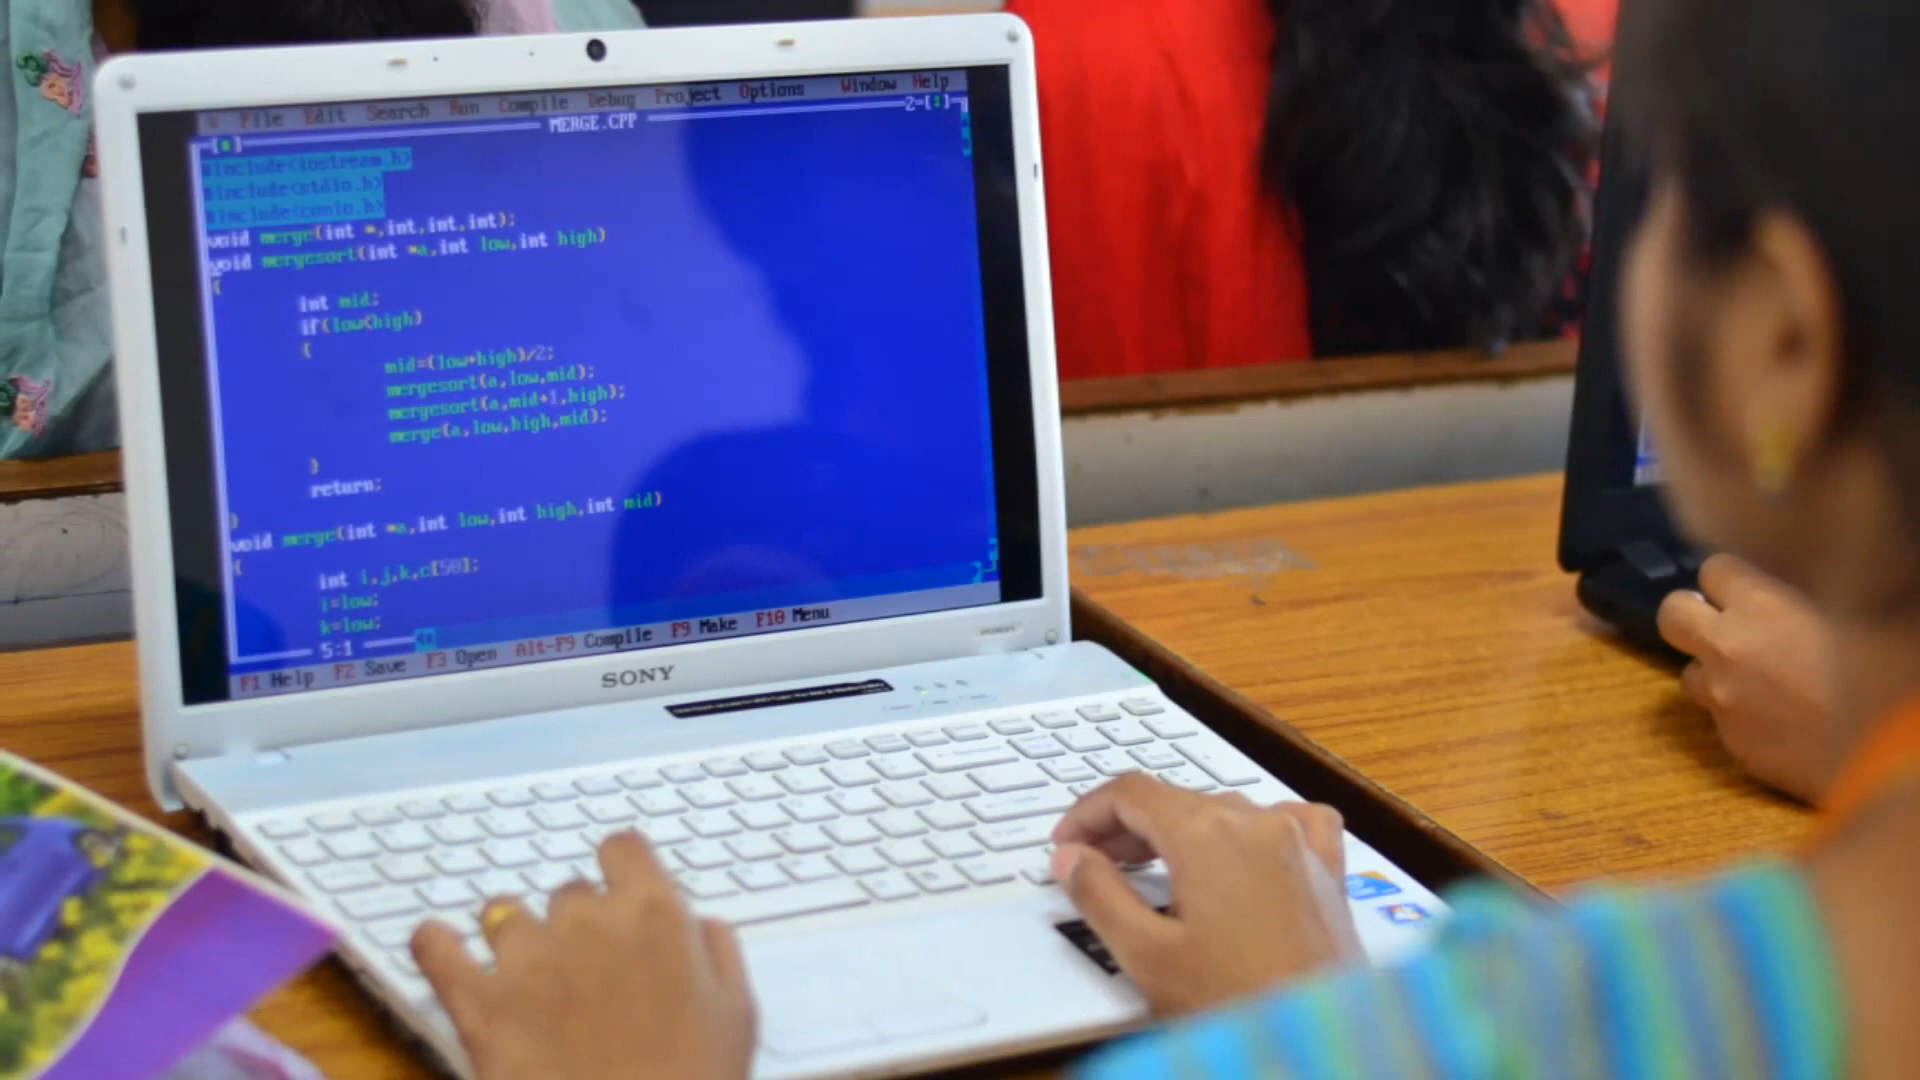 ≡ File Edit Search Run Compile Debug Project Options Window Help
[■] MERGE.CPP 2=[↕]
#include<iostream.h>
#include<stdio.h>
#include<conio.h>
void merge(int *,int,int,int);
void mergesort(int *a,int low,int high)
{
int mid;
if(low<high)
{
mid=(low+high)/2;
mergesort(a,low,mid);
mergesort(a,mid+1,high);
merge(a,low,high,mid);
}
return;
}
void merge(int *a,int low,int high,int mid)
{
int i,j,k,c[50];
i=low;
k=low;
5:1
F1 Help F2 Save F3 Open Alt-F9 Compile F9 Make F10 Menu
SONY